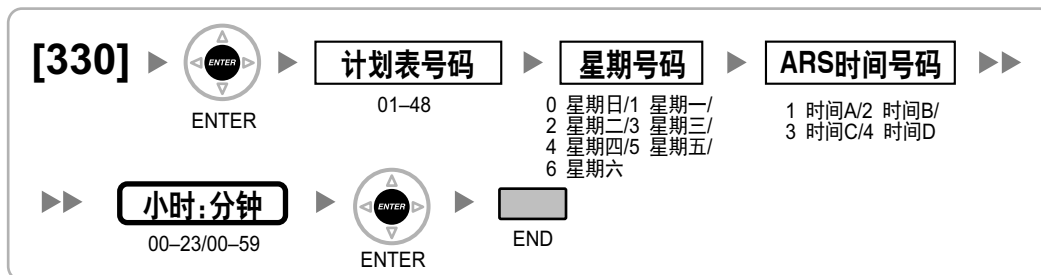 [330] ENTER 计划表号码 星期号码 ARS时间号码
ENTER
01–48
0 星期日/1 星期一/
2 星期二/3 星期三/
4 星期四/5 星期五/
6 星期六
1 时间A/2 时间B/
3 时间C/4 时间D
小时:分钟 ENTER
00–23/00–59
ENTER
END